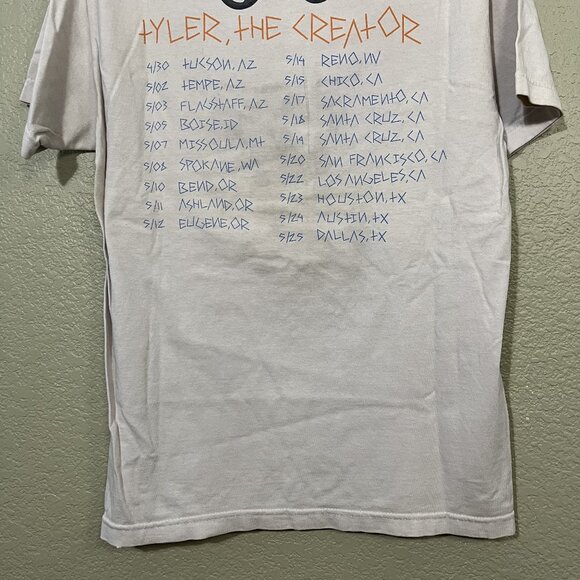 TYLER, THE CREATOR
4/30 TUCSON, AZ
5/02 TEMPE, AZ
5/03 FLAGSTAFF, AZ
5/05 BOISE, ID
5/07 MISSOULA, MT
5/08 SPOKANE, WA
5/10 BEND, OR
5/11 ASHLAND, OR
5/12 EUGENE, OR
5/14 RENO, NV
5/15 CHICO, CA
5/17 SACRAMENTO, CA
5/18 SANTA CRUZ, CA
5/19 SANTA CRUZ, CA
5/20 SAN FRANCISCO, CA
5/22 LOS ANGELES, CA
5/23 HOUSTON, TX
5/24 AUSTIN, TX
5/25 DALLAS, TX